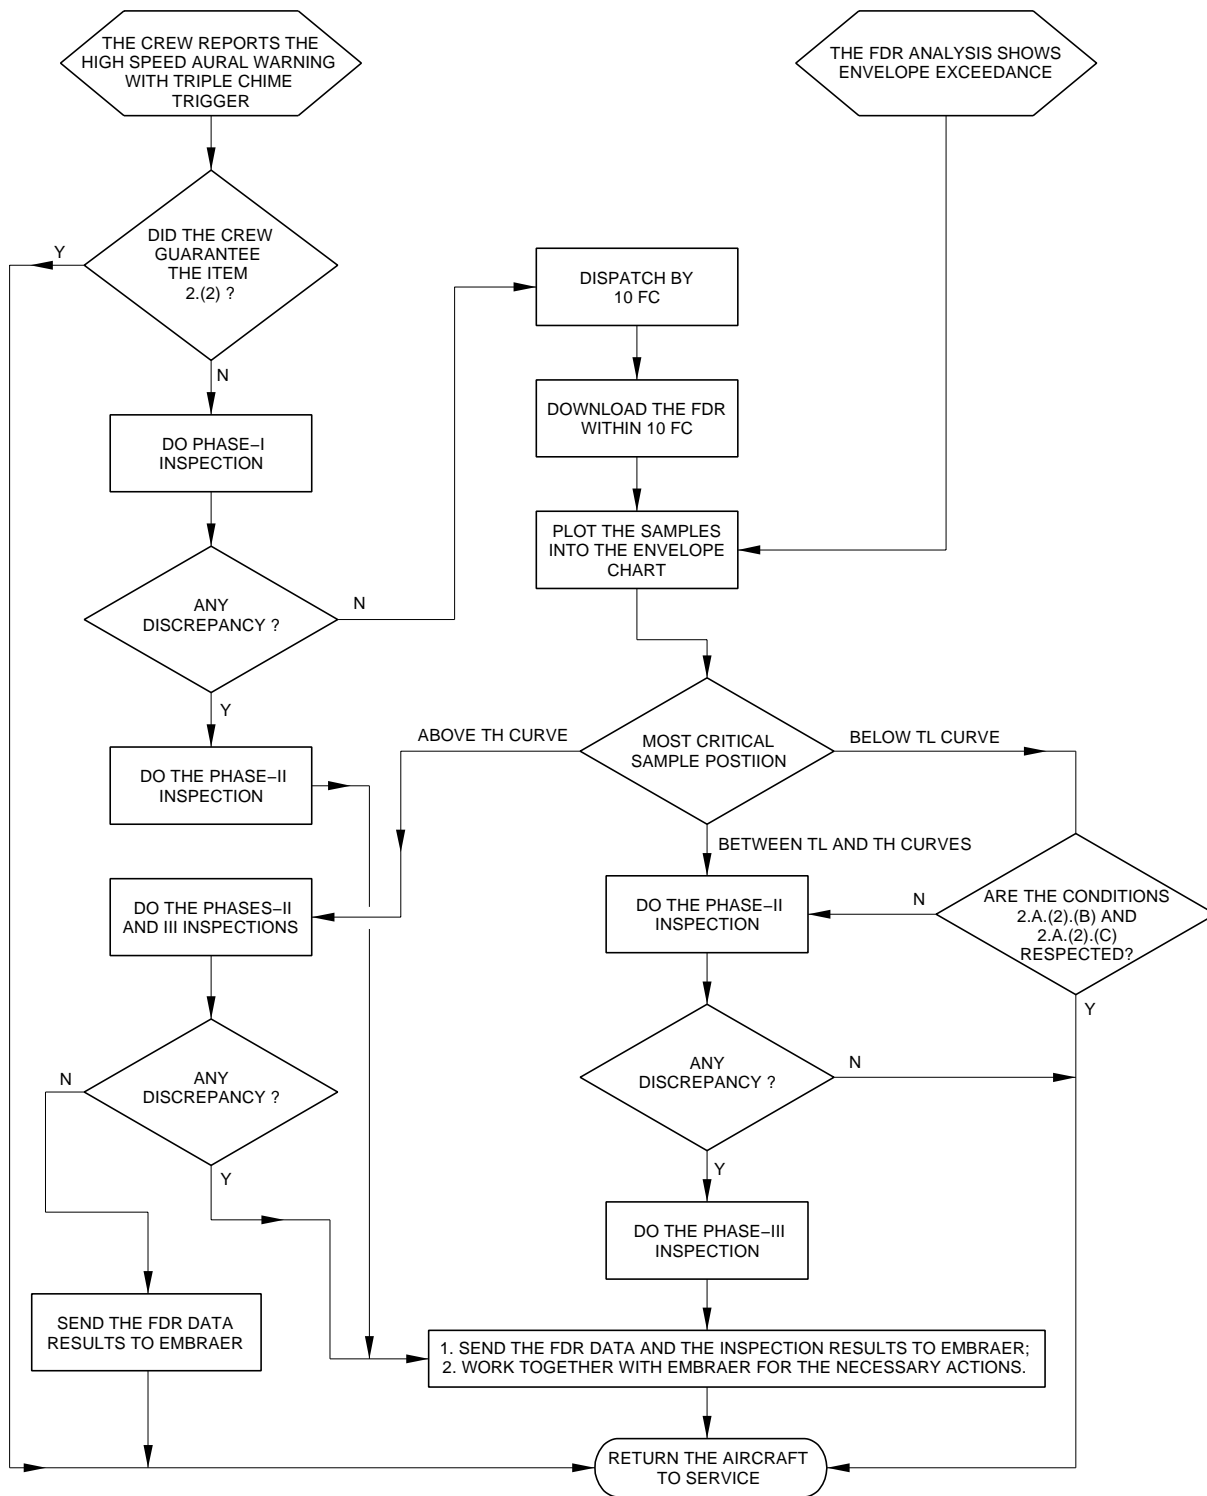 THE CREW REPORTS THE
HIGH SPEED AURAL WARNING
WITH TRIPLE CHIME
TRIGGER
THE FDR ANALYSIS SHOWS
ENVELOPE EXCEEDANCE
DID THE CREW
GUARANTEE
THE ITEM
2.(2) ?
Y
N
DISPATCH BY
10 FC
DOWNLOAD THE FDR
WITHIN 10 FC
DO PHASE–I
INSPECTION
PLOT THE SAMPLES
INTO THE ENVELOPE
CHART
ANY
DISCREPANCY ?
N
Y
DO THE PHASE–II
INSPECTION
ABOVE TH CURVE
MOST CRITICAL
SAMPLE POSTIION
BELOW TL CURVE
BETWEEN TL AND TH CURVES
DO THE PHASES–II
AND III INSPECTIONS
DO THE PHASE–II
INSPECTION
N
ARE THE CONDITIONS
2.A.(2).(B) AND
2.A.(2).(C)
RESPECTED?
Y
N
ANY
DISCREPANCY ?
Y
ANY
DISCREPANCY ?
N
Y
DO THE PHASE–III
INSPECTION
SEND THE FDR DATA
RESULTS TO EMBRAER
1. SEND THE FDR DATA AND THE INSPECTION RESULTS TO EMBRAER;
2. WORK TOGETHER WITH EMBRAER FOR THE NECESSARY ACTIONS.
RETURN THE AIRCRAFT
TO SERVICE